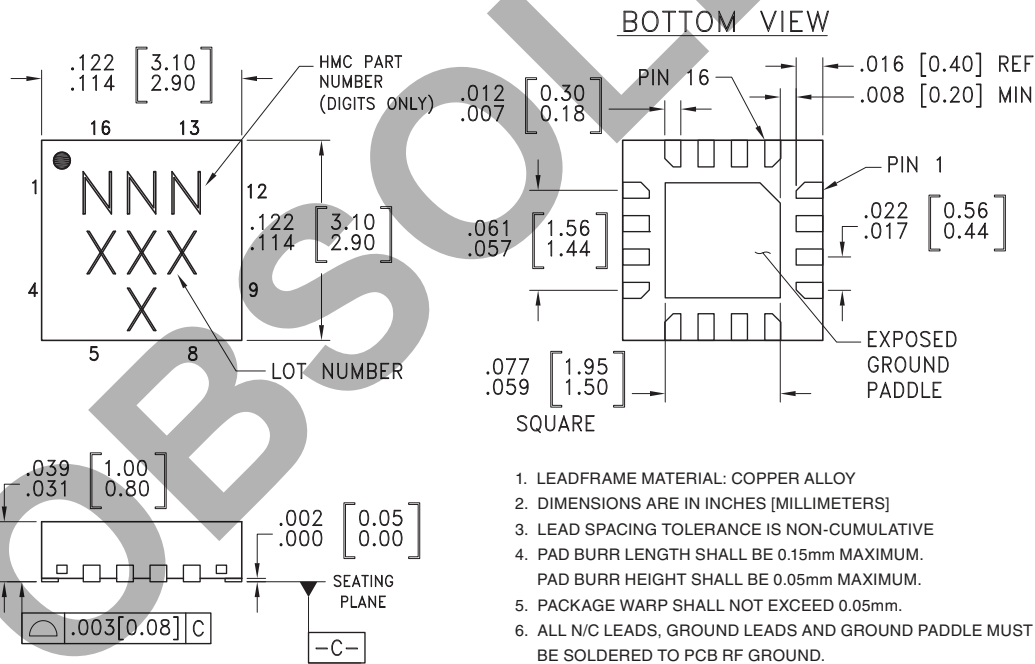 BOTTOM VIEW
.122 [3.10]
.114 [2.90]
HMC PART
NUMBER
(DIGITS ONLY)
16 13
1
12
4
9
5 8
NNN
XXX
X
.122 [3.10]
.114 [2.90]
LOT NUMBER
PIN 16
.012 [0.30]
.007 [0.18]
.016 [0.40] REF
.008 [0.20] MIN
PIN 1
.061 [1.56]
.057 [1.44]
.022 [0.56]
.017 [0.44]
.077 [1.95]
.059 [1.50]
SQUARE
EXPOSED
GROUND
PADDLE
.039 [1.00]
.031 [0.80]
.002 [0.05]
.000 [0.00]
SEATING
PLANE
.003[0.08] C
-C-
1. LEADFRAME MATERIAL: COPPER ALLOY
2. DIMENSIONS ARE IN INCHES [MILLIMETERS]
3. LEAD SPACING TOLERANCE IS NON-CUMULATIVE
4. PAD BURR LENGTH SHALL BE 0.15mm MAXIMUM.
PAD BURR HEIGHT SHALL BE 0.05mm MAXIMUM.
5. PACKAGE WARP SHALL NOT EXCEED 0.05mm.
6. ALL N/C LEADS, GROUND LEADS AND GROUND PADDLE MUST
BE SOLDERED TO PCB RF GROUND.
OBSOL